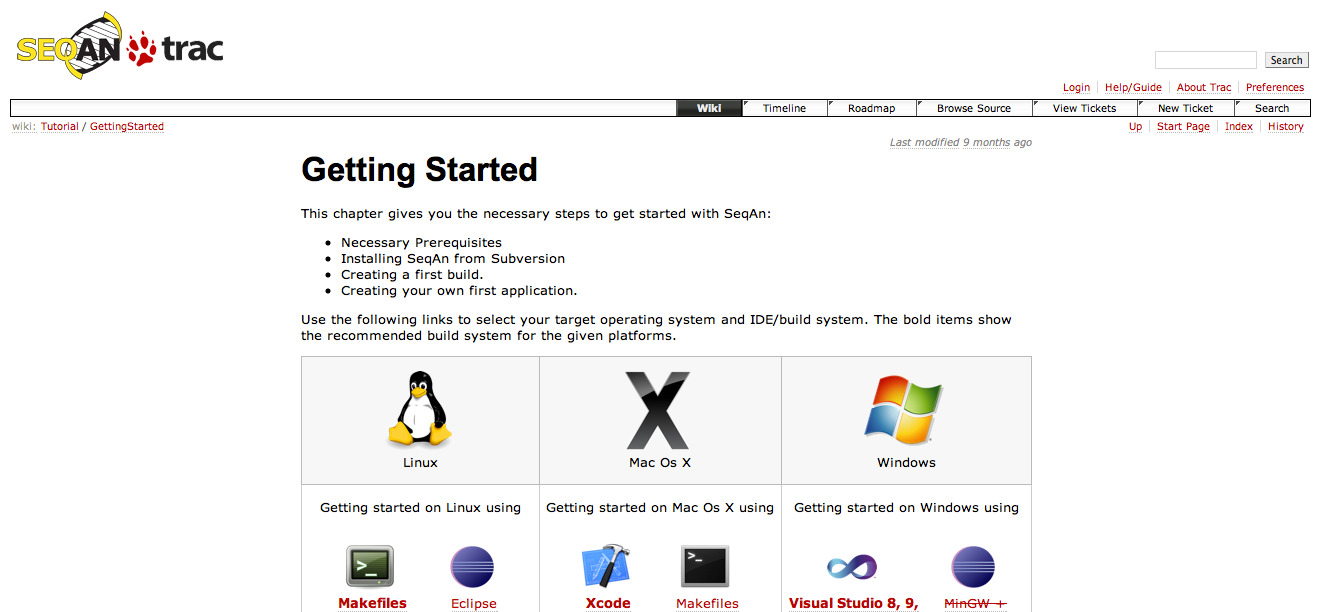 SEQAN trac
Search
Login Help/Guide About Trac Preferences
Wiki Timeline Roadmap Browse Source View Tickets New Ticket Search
wiki: Tutorial / GettingStarted
Up Start Page Index History
Last modified 9 months ago
Getting Started
This chapter gives you the necessary steps to get started with SeqAn:
• Necessary Prerequisites
• Installing SeqAn from Subversion
• Creating a first build.
• Creating your own first application.
Use the following links to select your target operating system and IDE/build system. The bold items show
the recommended build system for the given platforms.
Linux Mac Os X Windows
Getting started on Linux using Getting started on Mac Os X using Getting started on Windows using
Makefiles Eclipse Xcode Makefiles Visual Studio 8, 9, MinGW +